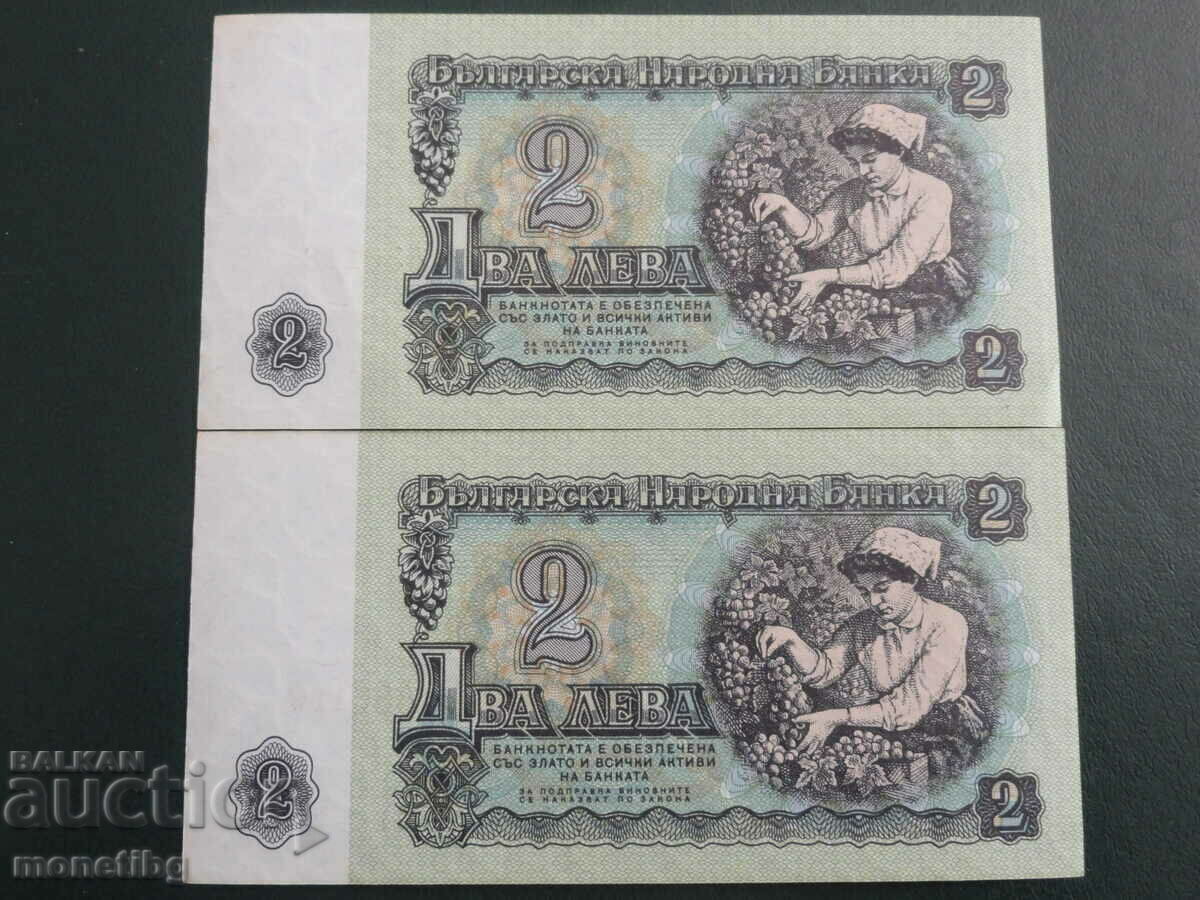 Българска Народна Банка 2
2
Два лева
БАНКНОТАТА Е ОБЕЗПЕЧЕНА
СЪС ЗЛАТО И ВСИЧКИ АКТИВИ
НА БАНКАТА
ЗА ПОДПРАВКА ВИНОВНИТЕ
СЕ НАКАЗВАТ ПО ЗАКОНА
2
2
Българска Народна Банка 2
2
Два лева
БАНКНОТАТА Е ОБЕЗПЕЧЕНА
СЪС ЗЛАТО И ВСИЧКИ АКТИВИ
НА БАНКАТА
ЗА ПОДПРАВКА ВИНОВНИТЕ
СЕ НАКАЗВАТ ПО ЗАКОНА
2
2
BALKAN
auction
monetibg